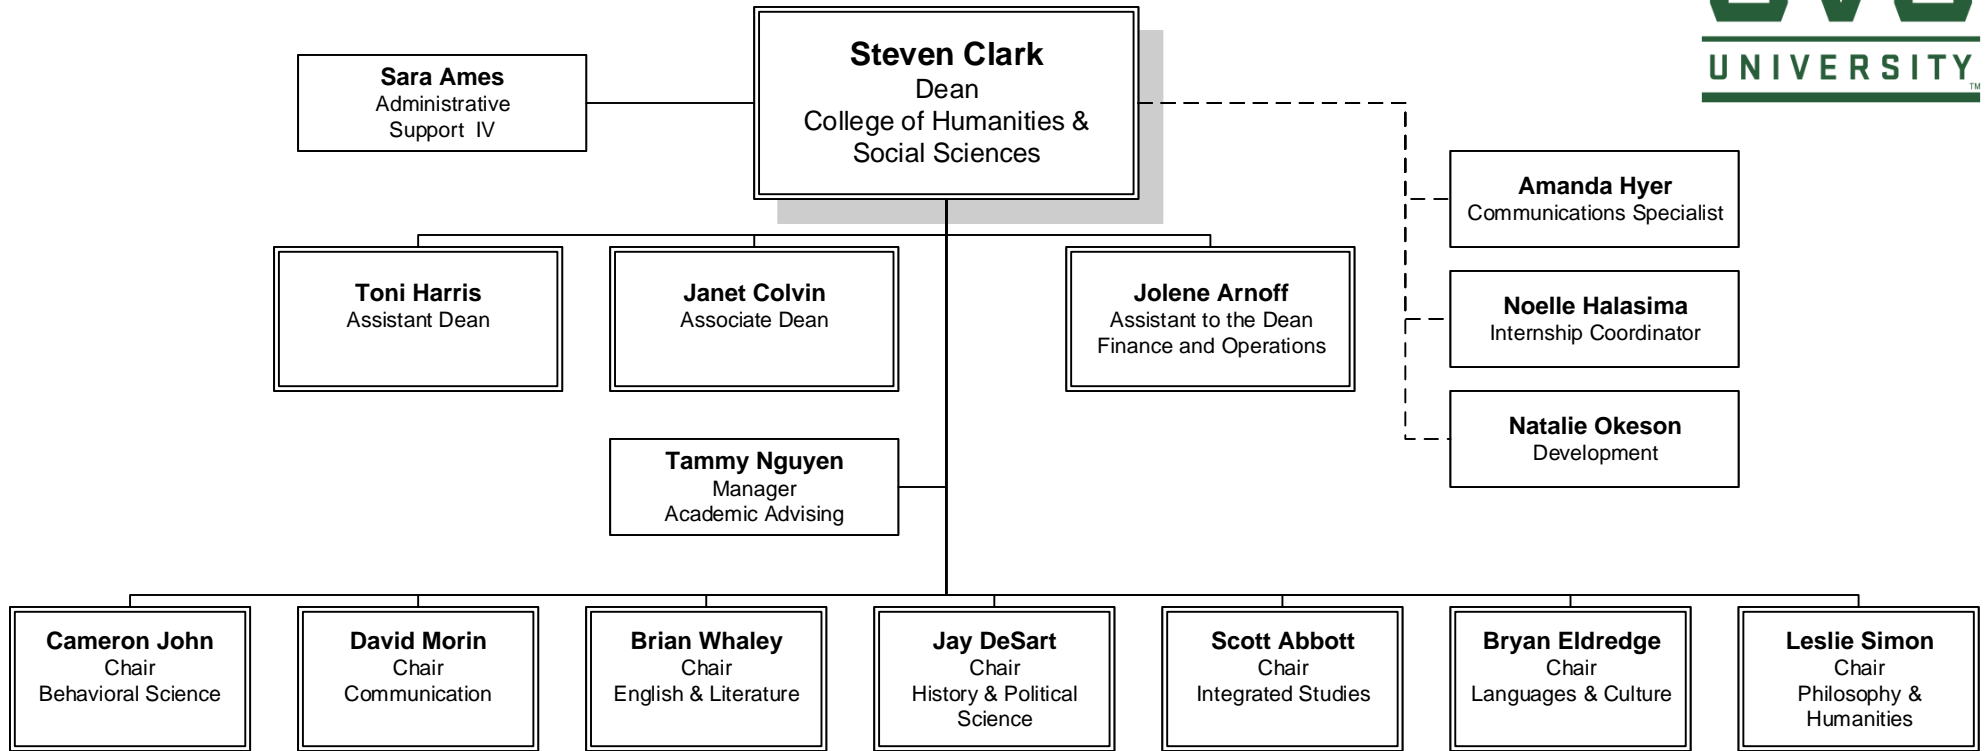 Steven Clark
Dean
College of Humanities &
Social Sciences
Sara Ames
Administrative
Support IV
UNIVERSITY
TM
Amanda Hyer
Communications Specialist
Noelle Halasima
Internship Coordinator
Natalie Okeson
Development
Toni Harris
Assistant Dean
Janet Colvin
Associate Dean
Jolene Arnoff
Assistant to the Dean
Finance and Operations
Tammy Nguyen
Manager
Academic Advising
Cameron John
Chair
Behavioral Science
David Morin
Chair
Communication
Brian Whaley
Chair
English & Literature
Jay DeSart
Chair
History & Political
Science
Scott Abbott
Chair
Integrated Studies
Bryan Eldredge
Chair
Languages & Culture
Leslie Simon
Chair
Philosophy &
Humanities